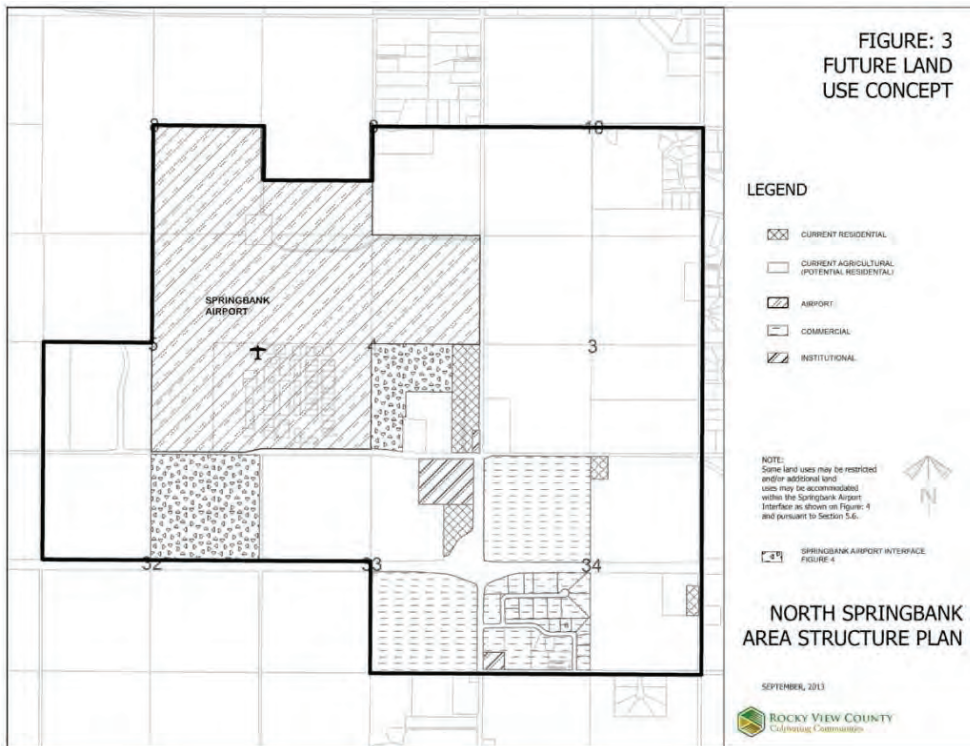 FIGURE: 3
FUTURE LAND
USE CONCEPT
10
LEGEND
CURRENT RESIDENTIAL
CURRENT AGRICULTURAL
(POTENTIAL RESIDENTAL)
SPRINGBANK
AIRPORT
AIRPORT
COMMERCIAL
3
INSTITUTIONAL
NOTE:
Some land uses may be restricted
and/or additional land
uses may be accommodated
within the Springbank Airport
Interface as shown on Figure: 4
and pursuant to Section 5.6.
N
SPRINGBANK AIRPORT INTERFACE
FIGURE 4
32
33
34
NORTH SPRINGBANK
AREA STRUCTURE PLAN
SEPTEMBER, 2013
ROCKY VIEW COUNTY
Cultivating Communities